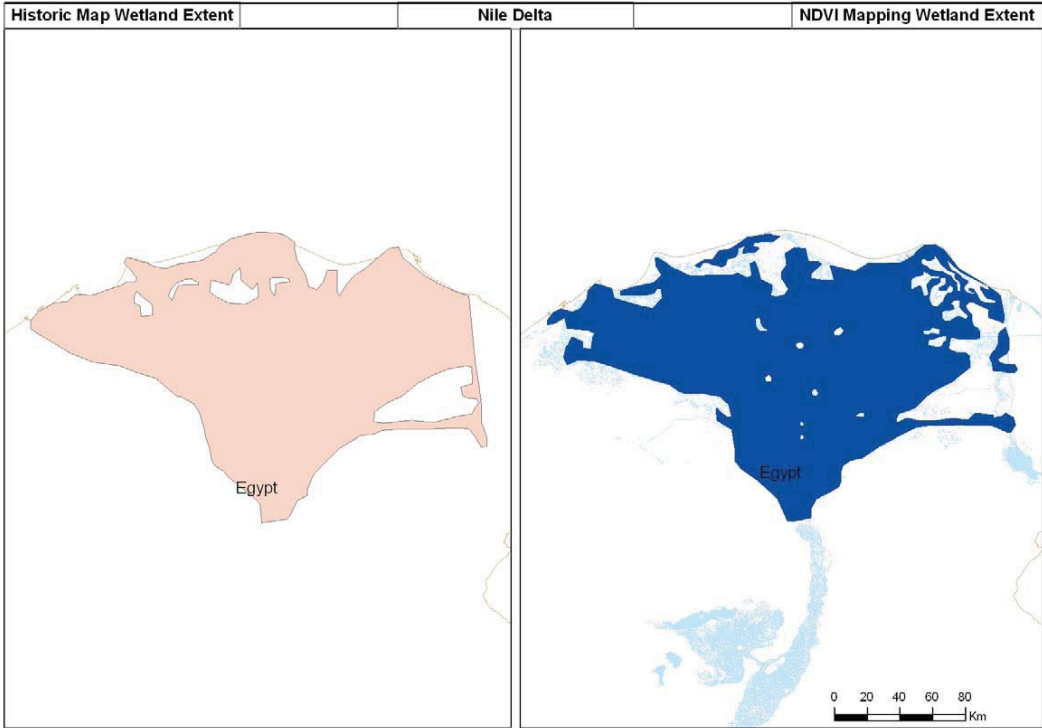 Historic Map Wetland Extent
Nile Delta
NDVI Mapping Wetland Extent
Egypt
Egypt
0 20 40 60 80
Km